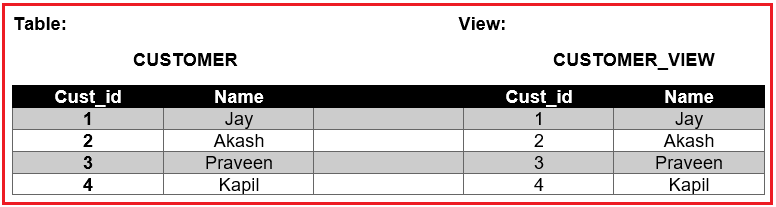 Table: View:
CUSTOMER CUSTOMER_VIEW
Cust_id Name Cust_id Name
1 Jay 1 Jay
2 Akash 2 Akash
3 Praveen 3 Praveen
4 Kapil 4 Kapil